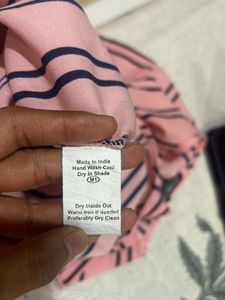 Made In India
Hand Wash Cold
Dry in Shade
M1
Dry Inside Out
Warm Iron if Needed
Preferably Dry Clean